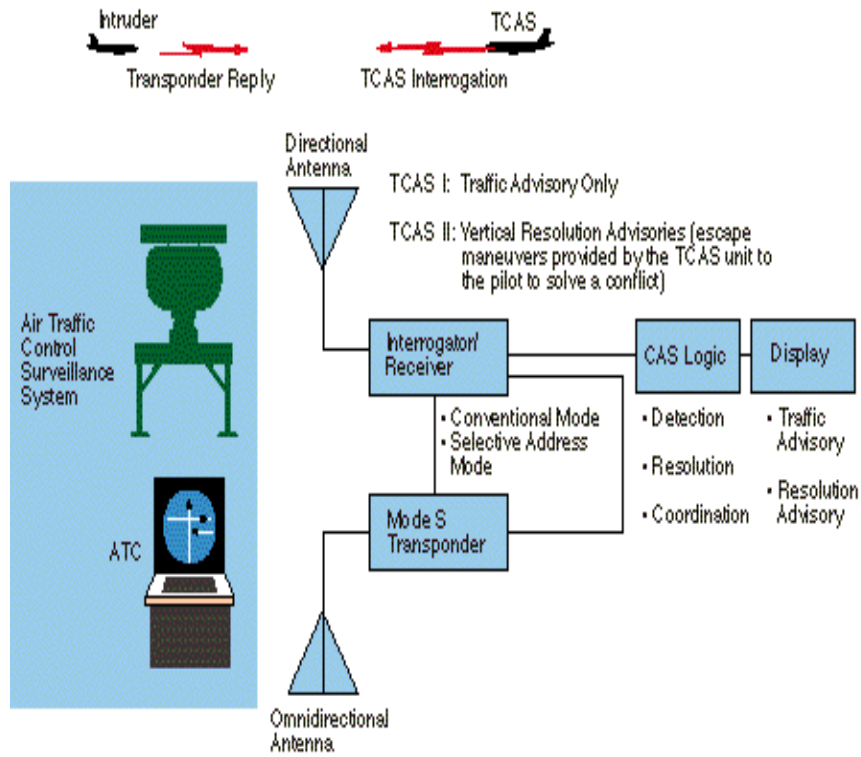 Intruder
TCAS
Transponder Reply
TCAS Interrogation
Directional
Antenna
TCAS I: Traffic Advisory Only
TCAS II: Vertical Resolution Advisories (escape
maneuvers provided by the TCAS unit to
the pilot to solve a conflict)
Air Traffic
Control
Surveillance
System
Interrogator/
Receiver
CAS Logic
Display
• Conventional Mode
• Selective Address
Mode
• Detection
• Resolution
• Coordination
• Traffic
Advisory
• Resolution
Advisory
Mode S
Transponder
ATC
Omnidirectional
Antenna